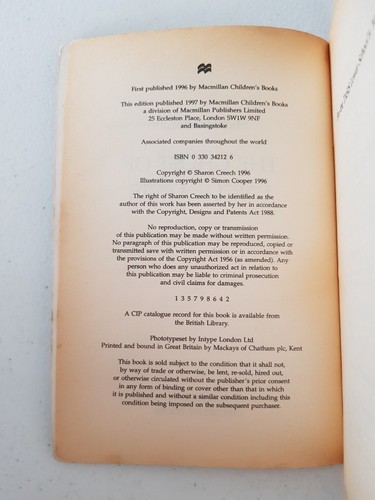 First published 1996 by Macmillan Children's Books
This edition published 1997 by Macmillan Children's Books
a division of Macmillan Publishers Limited
25 Eccleston Place, London SW1W 9NF
and Basingstoke
Associated companies throughout the world
ISBN 0 330 34212 6
Copyright © Sharon Creech 1996
Illustrations copyright © Simon Cooper 1996
The right of Sharon Creech to be identified as the
author of this work has been asserted by her in accordance
with the Copyright, Designs and Patents Act 1988.
No reproduction, copy or transmission
of this publication may be made without written permission.
No paragraph of this publication may be reproduced, copied or
transmitted save with written permission or in accordance with
the provisions of the Copyright Act 1956 (as amended). Any
person who does any unauthorized act in relation to
this publication may be liable to criminal prosecution
and civil claims for damages.
1 3 5 7 9 8 6 4 2
A CIP catalogue record for this book is available from
the British Library.
Phototypeset by Intype London Ltd
Printed and bound in Great Britain by Mackays of Chatham plc, Kent
This book is sold subject to the condition that it shall not,
by way of trade or otherwise, be lent, re-sold, hired out,
or otherwise circulated without the publisher's prior consent
in any form of binding or cover other than that in which
it is published and without a similar condition including this
condition being imposed on the subsequent purchaser.